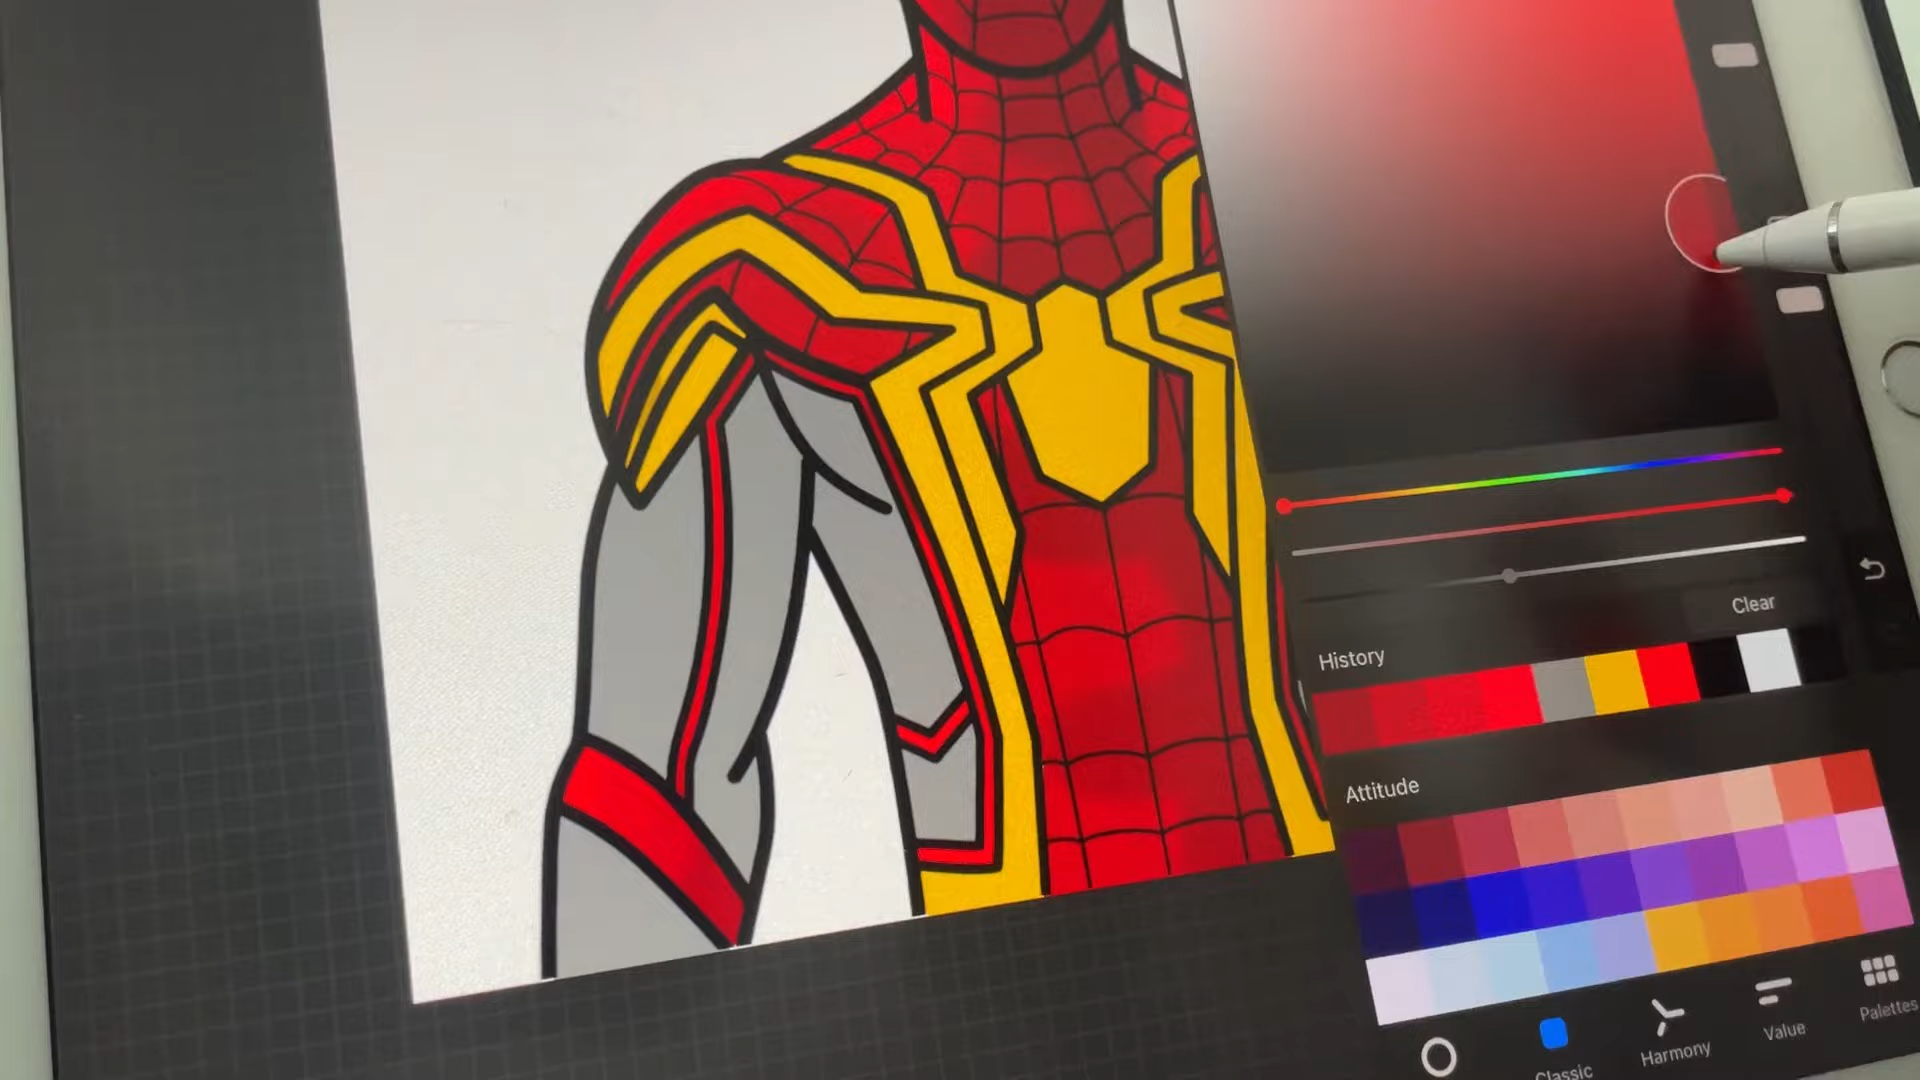 Clear
History
Attitude
Classic
Harmony
Value
Palettes